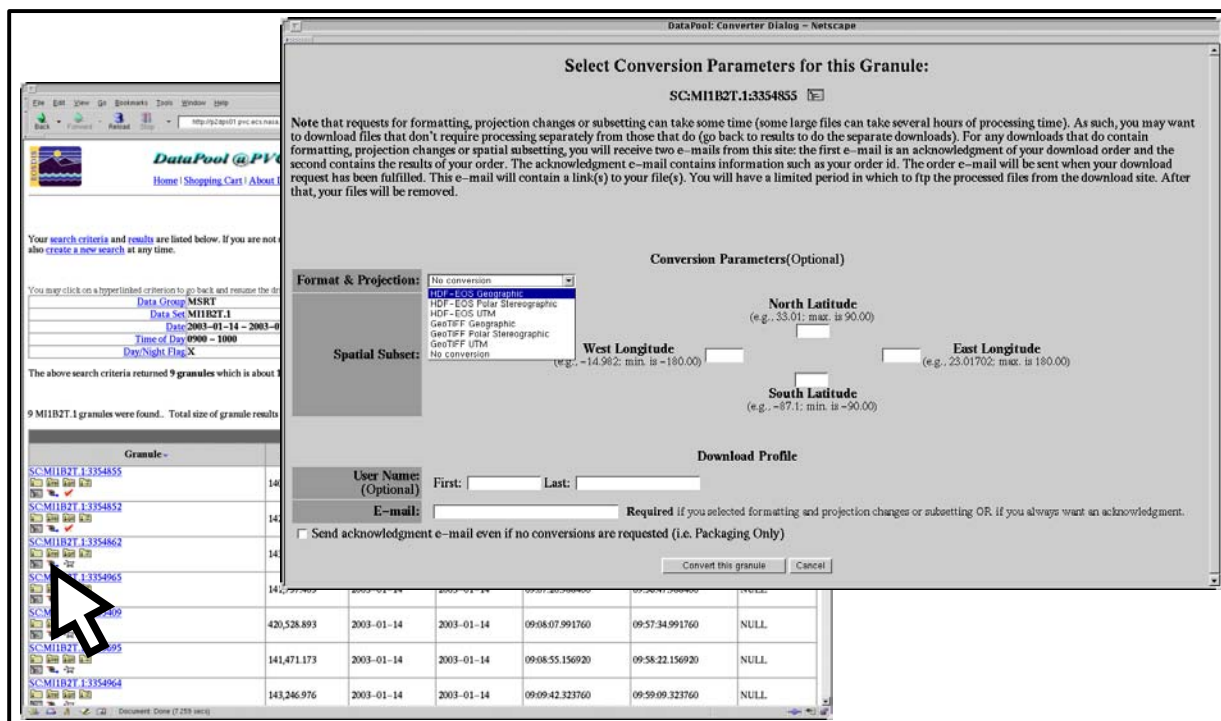 DataPool: Converter Dialog – Netscape
Select Conversion Parameters for this Granule:
SC:MI1B2T.1:3354855
Note that requests for formatting, projection changes or subsetting can take some time (some large files can take several hours of processing time). As such, you may want
to download files that don't require processing separately from those that do (go back to results to do the separate downloads). For any downloads that do contain
formatting, projection changes or spatial subsetting, you will receive two e–mails from this site: the first e–mail is an acknowledgment of your download order and the
second contains the results of your order. The acknowledgment e–mail contains information such as your order id. The order e–mail will be sent when your download
request has been fulfilled. This e–mail will contain a link(s) to your file(s). You will have a limited period in which to ftp the processed files from the download site. After
that, your files will be removed.
Conversion Parameters(Optional)
Format & Projection:
No conversion
HDF-EOS Geographic
HDF-EOS Polar Stereographic
HDF-EOS UTM
GeoTIFF Geographic
GeoTIFF Polar Stereographic
GeoTIFF UTM
No conversion
Spatial Subset:
North Latitude
(e.g., 33.01; max. is 90.00)
West Longitude
(e.g., –14.982; min. is –180.00)
East Longitude
(e.g., 23.01702; max. is 180.00)
South Latitude
(e.g., –87.1; min. is –90.00)
Download Profile
User Name:
(Optional)
First:
Last:
E–mail:
Required if you selected formatting and projection changes or subsetting OR if you always want an acknowledgment.
Send acknowledgment e–mail even if no conversions are requested (i.e. Packaging Only)
Convert this granule
Cancel
File Edit View Go Bookmarks Tools Window Help
Back Forward Reload Stop
DataPool @PV
Home | Shopping Cart | About
Your search criteria and results are listed below. If you are not
also create a new search at any time.
You may click on a hyperlinked criterion to go back and resume the
Data Group MSRT
Data Set MI1B2T.1
Date 2003–01–14 –
Time of Day 0900 – 1000
Day/Night Flag X
The above search criteria returned 9 granules which is about
9 MI1B2T.1 granules were found.. Total size of granule results
Granule
SC:MI1B2T.1:3354855
SC:MI1B2T.1:3354852
SC:MI1B2T.1:3354862
SC:MI1B2T.1:3354965
420,528.893 2003–01–14 2003–01–14 09:08:07.991760 09:57:34.991760 NULL
141,471.173 2003–01–14 2003–01–14 09:08:55.156920 09:58:22.156920 NULL
SC:MI1B2T.1:3354964
143,246.976 2003–01–14 2003–01–14 09:09:42.323760 09:59:09.323760 NULL
Document: Done (7.259 secs)